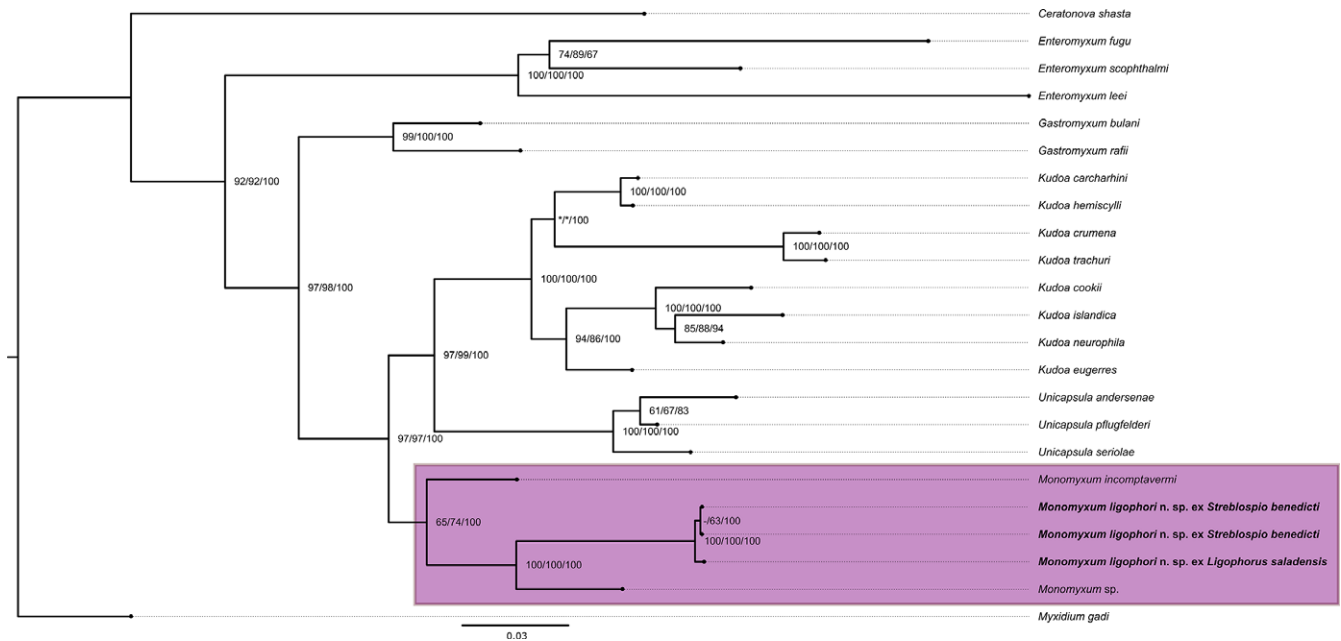 Ceratonova shasta
Enteromyxum fugu
74/89/67
Enteromyxum scophthalmi
100/100/100
Enteromyxum leei
Gastromyxum bulani
99/100/100
Gastromyxum rafii
Kudoa carcharhini
92/92/100
100/100/100
Kudoa hemiscylli
*/*/100
Kudoa crumena
100/100/100
Kudoa trachuri
100/100/100
Kudoa cookii
97/98/100
100/100/100
Kudoa islandica
85/88/94
94/86/100
Kudoa neurophila
97/99/100
Kudoa eugerres
Unicapsula andersenae
61/67/83
Unicapsula pflugfelderi
100/100/100
97/97/100
Unicapsula seriolae
Monomyxum incomptavermi
Monomyxum ligophori n. sp. ex Streblospio benedicti
65/74/100
-/63/100
Monomyxum ligophori n. sp. ex Streblospio benedicti
100/100/100
Monomyxum ligophori n. sp. ex Ligophorus saladensis
100/100/100
Monomyxum sp.
Myxidium gadi
0.03